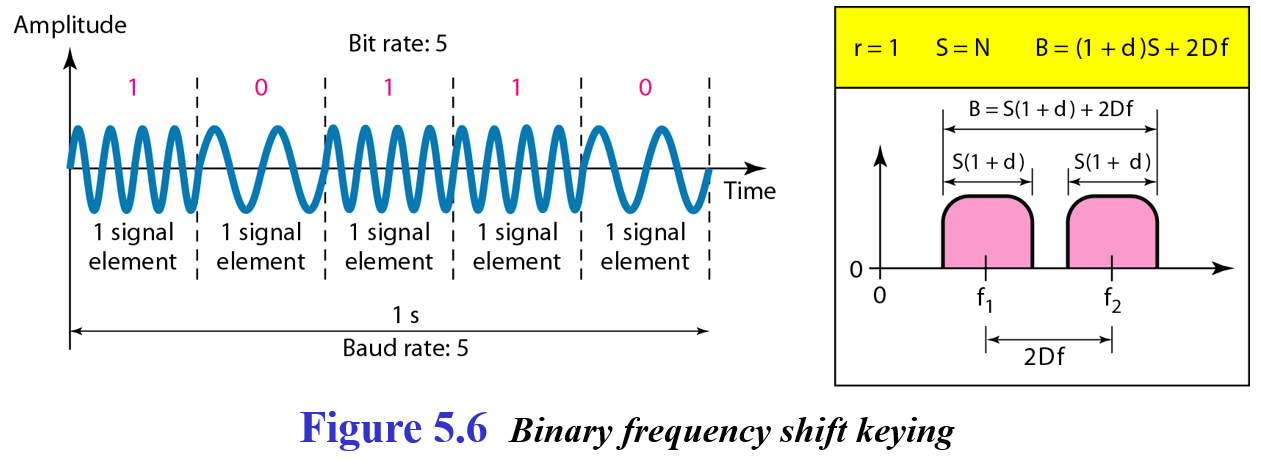 Amplitude
Bit rate: 5
1 0 1 1 0
Time
1 signal element
1 signal element
1 signal element
1 signal element
1 signal element
1 s
Baud rate: 5
r = 1 S = N B = (1 + d)S + 2Df
B = S(1 + d) + 2Df
S(1 + d) S(1 + d)
0
0 f1 f2
2Df
Figure 5.6 Binary frequency shift keying